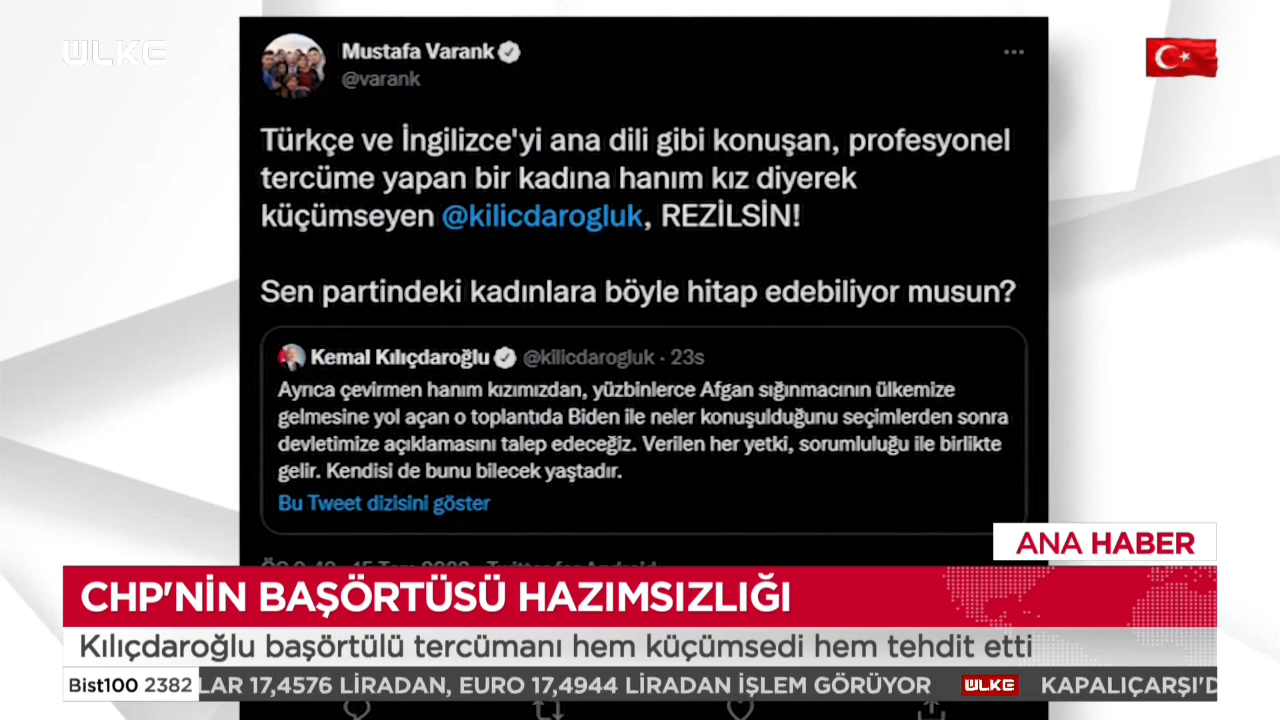 ÜLKE
Mustafa Varank
@varank
Türkçe ve İngilizce'yi ana dili gibi konuşan, profesyonel
tercüme yapan bir kadına hanım kız diyerek
küçümseyen @kilicdarogluk, REZİLSİN!
Sen partindeki kadınlara böyle hitap edebiliyor musun?
Kemal Kılıçdaroğlu @kilicdarogluk · 23s
Ayrıca çevirmen hanım kızımızdan, yüzbinlerce Afgan sığınmacının ülkemize
gelmesine yol açan o toplantıda Biden ile neler konuşulduğunu seçimlerden sonra
devletimize açıklamasını talep edeceğiz. Verilen her yetki, sorumluluğu ile birlikte
gelir. Kendisi de bunu bilecek yaştadır.
Bu Tweet dizisini göster
ANA HABER
CHP'NİN BAŞÖRTÜSÜ HAZIMSIZLIĞI
Kılıçdaroğlu başörtülü tercümanı hem küçümsedi hem tehdit etti
Bist100 2382 LAR 17,4576 LİRADAN, EURO 17,4944 LİRADAN İŞLEM GÖRÜYOR ÜLKE KAPALIÇARŞI'D